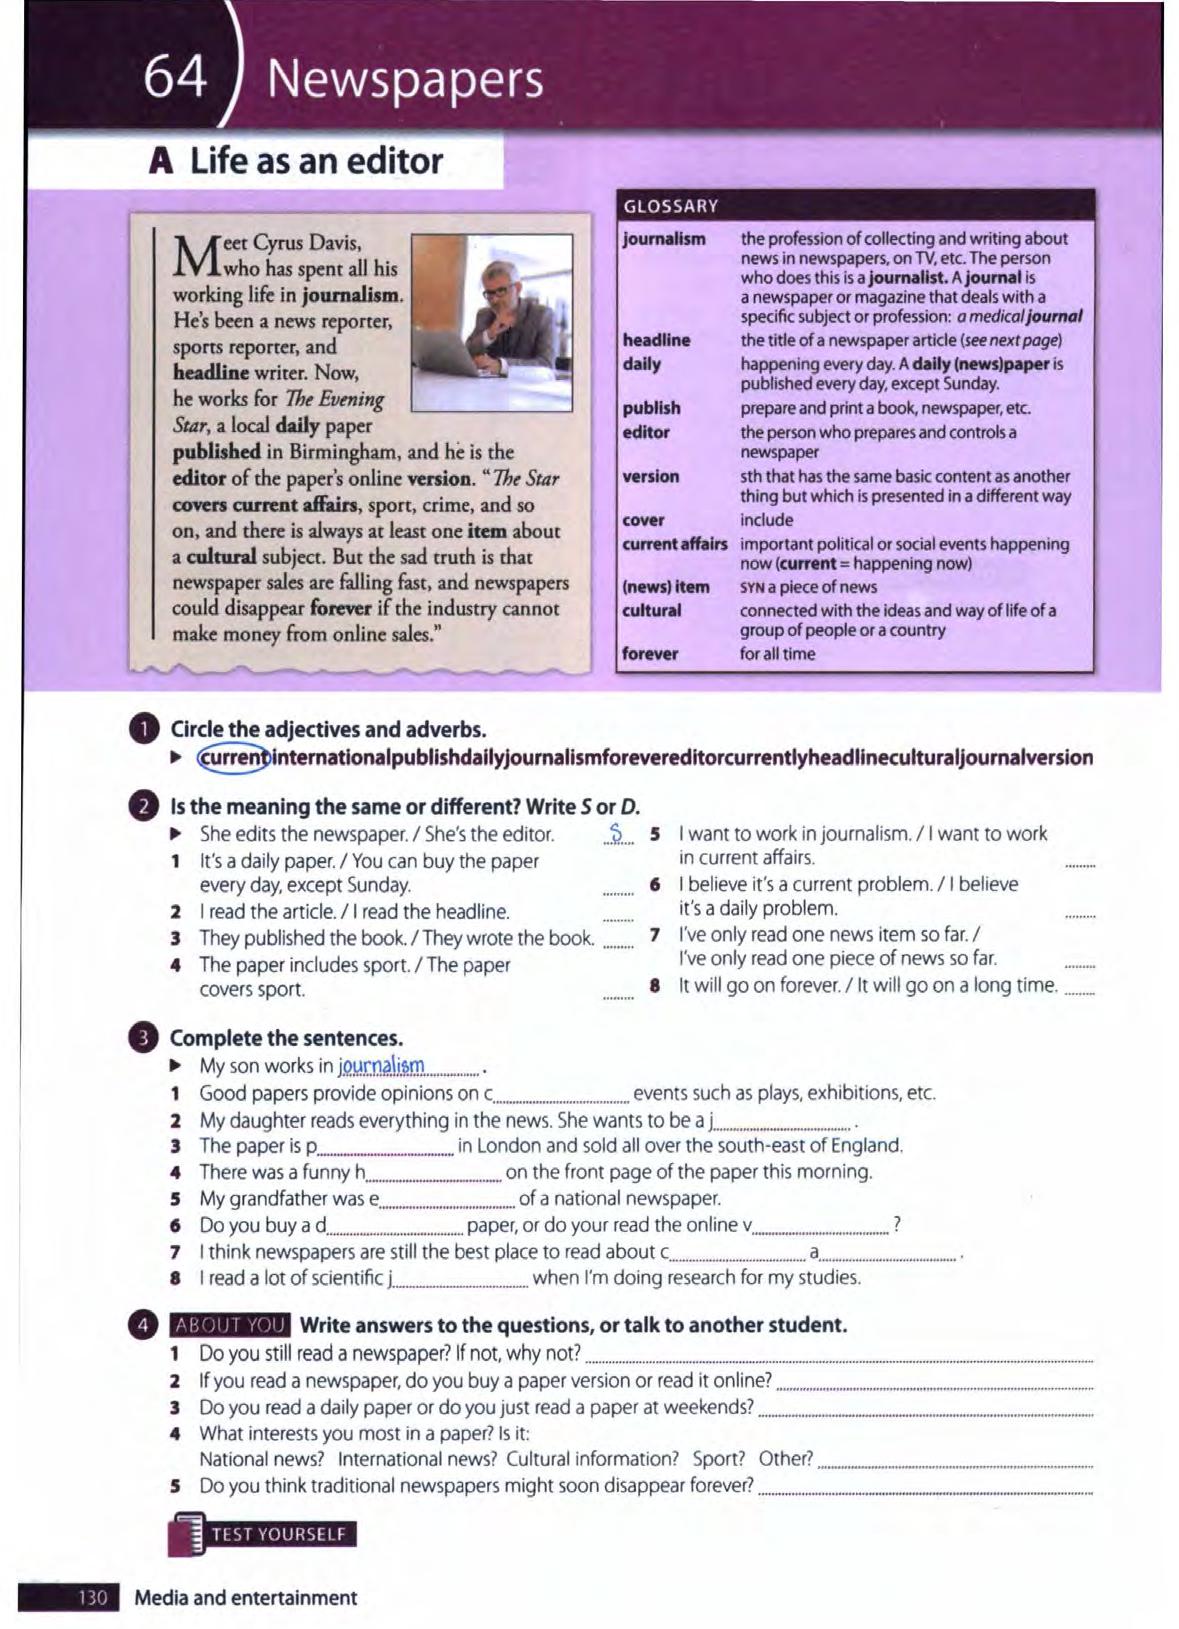 64 Newspapers
A Life as an editor
Meet Cyrus Davis,
who has spent all his
working life in journalism.
He's been a news reporter,
sports reporter, and
headline writer. Now,
he works for The Evening
Star, a local daily paper
published in Birmingham, and he is the
editor of the paper's online version. "The Star
covers current affairs, sport, crime, and so
on, and there is always at least one item about
a cultural subject. But the sad truth is that
newspaper sales are falling fast, and newspapers
could disappear forever if the industry cannot
make money from online sales."
GLOSSARY
journalism the profession of collecting and writing about
news in newspapers, on TV, etc. The person
who does this is a journalist. A journal is
a newspaper or magazine that deals with a
specific subject or profession: a medical journal
headline the title of a newspaper article (see next page)
daily happening every day. A daily (news)paper is
published every day, except Sunday.
publish prepare and print a book, newspaper, etc.
editor the person who prepares and controls a
newspaper
version sth that has the same basic content as another
thing but which is presented in a different way
cover include
current affairs important political or social events happening
now (current = happening now)
(news) item SYN a piece of news
cultural connected with the ideas and way of life of a
group of people or a country
forever for all time
1 Circle the adjectives and adverbs.
▶ currentinternationalpublishdailyjournalismforevereditorcurrentlyheadlineculturaljournalversion
2 Is the meaning the same or different? Write S or D.
▶ She edits the newspaper. / She's the editor. S
1 It's a daily paper. / You can buy the paper
every day, except Sunday. .........
2 I read the article. / I read the headline. .........
3 They published the book. / They wrote the book. .........
4 The paper includes sport. / The paper
covers sport. .........
5 I want to work in journalism. / I want to work
in current affairs. .........
6 I believe it's a current problem. / I believe
it's a daily problem. .........
7 I've only read one news item so far. /
I've only read one piece of news so far. .........
8 It will go on forever. / It will go on a long time. .........
3 Complete the sentences.
▶ My son works in journalism .
1 Good papers provide opinions on c.............................. events such as plays, exhibitions, etc.
2 My daughter reads everything in the news. She wants to be a j.............................. .
3 The paper is p.............................. in London and sold all over the south-east of England.
4 There was a funny h.............................. on the front page of the paper this morning.
5 My grandfather was e.............................. of a national newspaper.
6 Do you buy a d.............................. paper, or do your read the online v.............................. ?
7 I think newspapers are still the best place to read about c.............................. a.............................. .
8 I read a lot of scientific j.............................. when I'm doing research for my studies.
4 ABOUT YOU Write answers to the questions, or talk to another student.
1 Do you still read a newspaper? If not, why not? ..............................
2 If you read a newspaper, do you buy a paper version or read it online? ..............................
3 Do you read a daily paper or do you just read a paper at weekends? ..............................
4 What interests you most in a paper? Is it:
National news? International news? Cultural information? Sport? Other? ..............................
5 Do you think traditional newspapers might soon disappear forever? ..............................
TEST YOURSELF
130 Media and entertainment